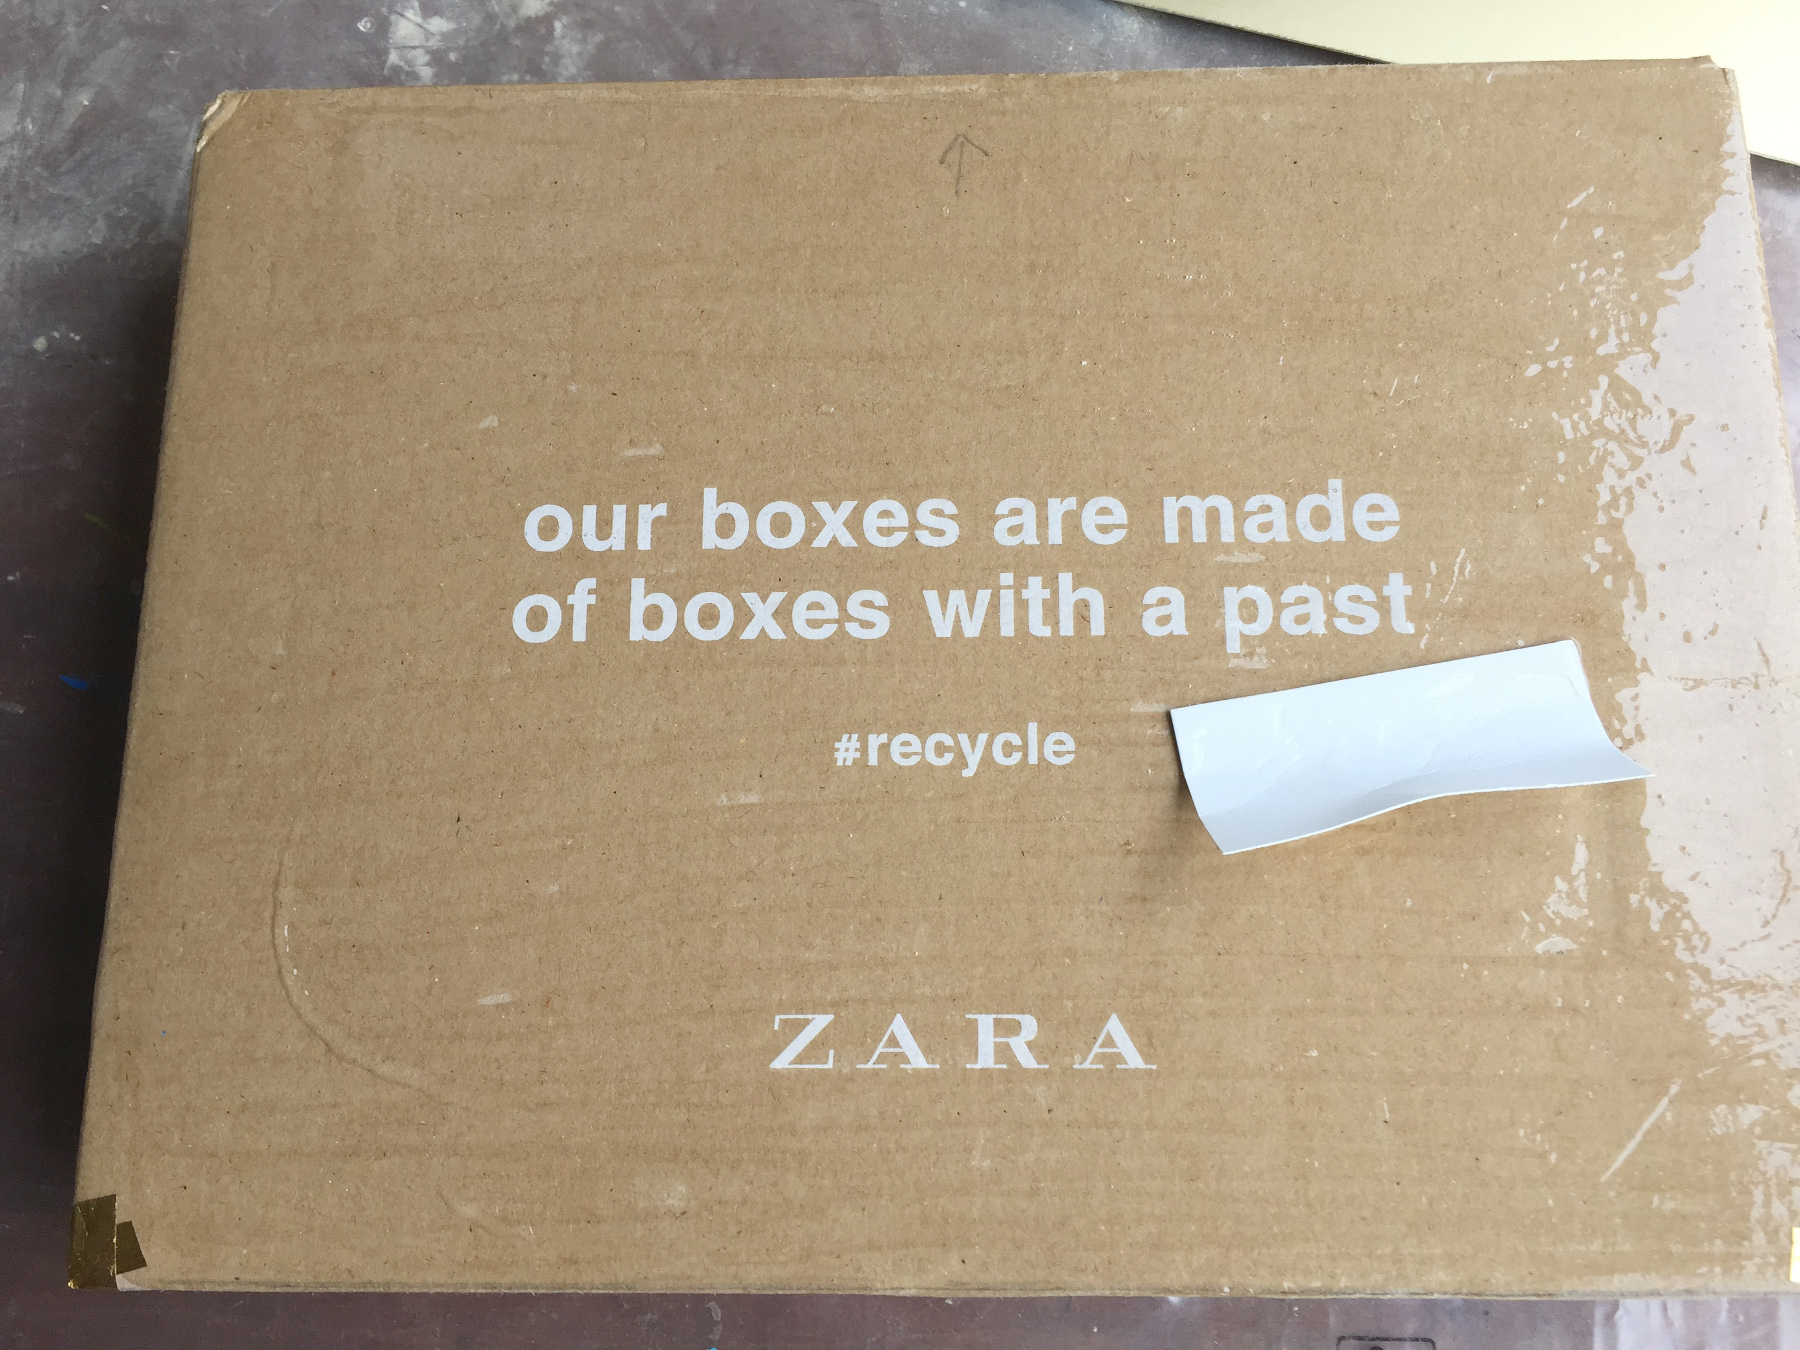 our boxes are made
of boxes with a past
#recycle
ZARA